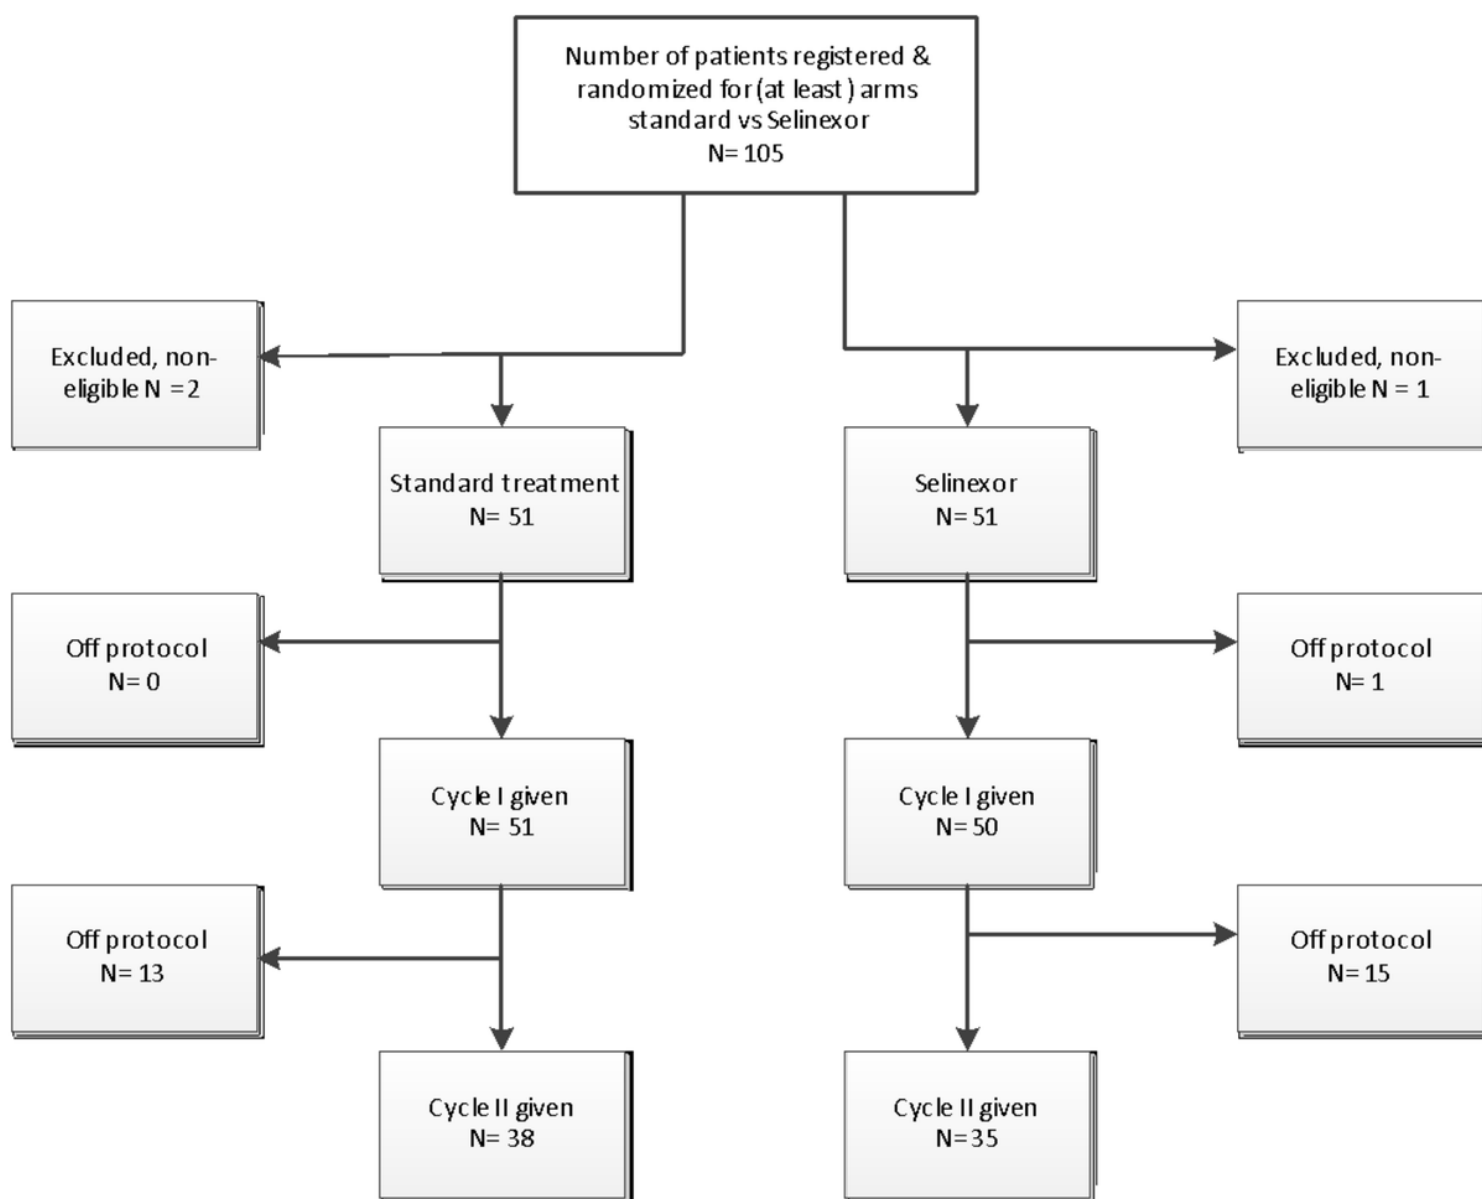 Number of patients registered &
randomized for (at least) arms
standard vs Selinexor
N= 105
Excluded, non-
eligible N = 2
Excluded, non-
eligible N = 1
Standard treatment
N= 51
Selinexor
N= 51
Off protocol
N= 0
Off protocol
N= 1
Cycle I given
N= 51
Cycle I given
N= 50
Off protocol
N= 13
Off protocol
N= 15
Cycle II given
N= 38
Cycle II given
N= 35